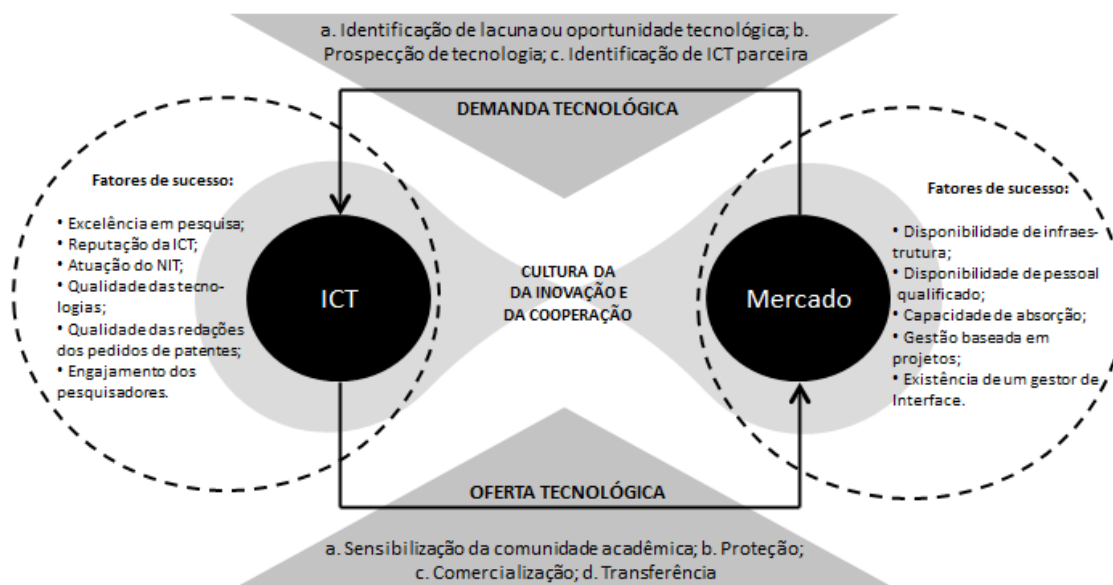 a. Identificação de lacuna ou oportunidade tecnológica; b.
Prospecção de tecnologia; c. Identificação de ICT parceira
DEMANDA TECNOLÓGICA
Fatores de sucesso:
• Excelência em pesquisa;
• Reputação da ICT;
• Atuação do NIT;
• Qualidade das tecno-
logias;
• Qualidade das redações
dos pedidos de patentes;
• Engajamento dos
pesquisadores.
ICT
CULTURA DA
DA INOVAÇÃO E
DA COOPERAÇÃO
Mercado
Fatores de sucesso:
• Disponibilidade de infraes-
trutura;
• Disponibilidade de pessoal
qualificado;
• Capacidade de absorção;
• Gestão baseada em
projetos;
• Existência de um gestor de
Interface.
OFERTA TECNOLÓGICA
a. Sensibilização da comunidade acadêmica; b. Proteção;
c. Comercialização; d. Transferência